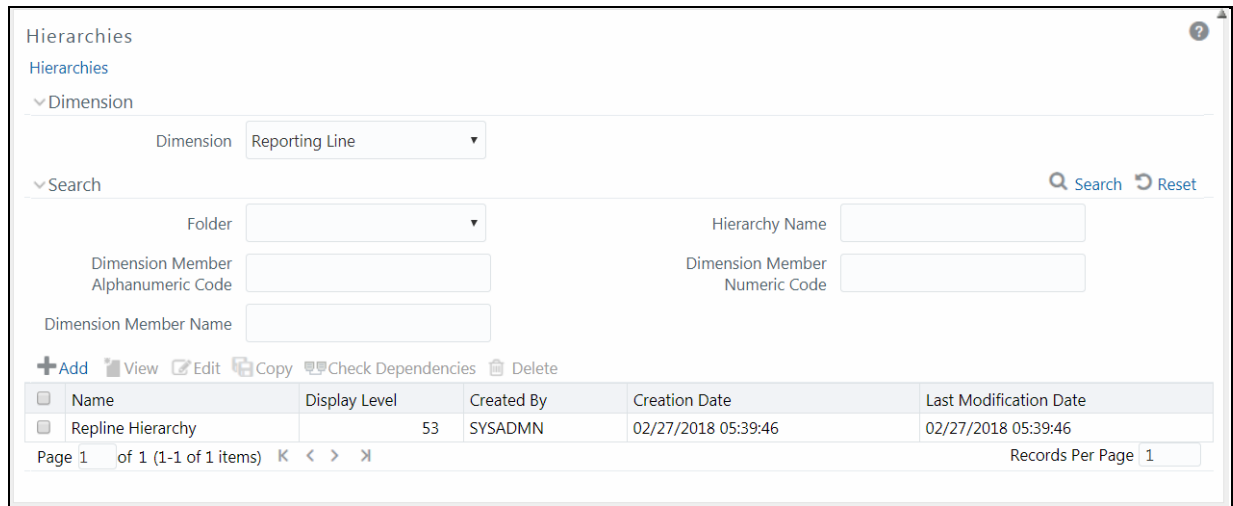 Hierarchies
Hierarchies
Dimension
Dimension Reporting Line
Search Search Reset
Folder Hierarchy Name
Dimension Member Alphanumeric Code Dimension Member Numeric Code
Dimension Member Name
Add View Edit Copy Check Dependencies Delete
Name Display Level Created By Creation Date Last Modification Date
Repline Hierarchy 53 SYSADMN 02/27/2018 05:39:46 02/27/2018 05:39:46
Page 1 of 1 (1-1 of 1 items) Records Per Page 1